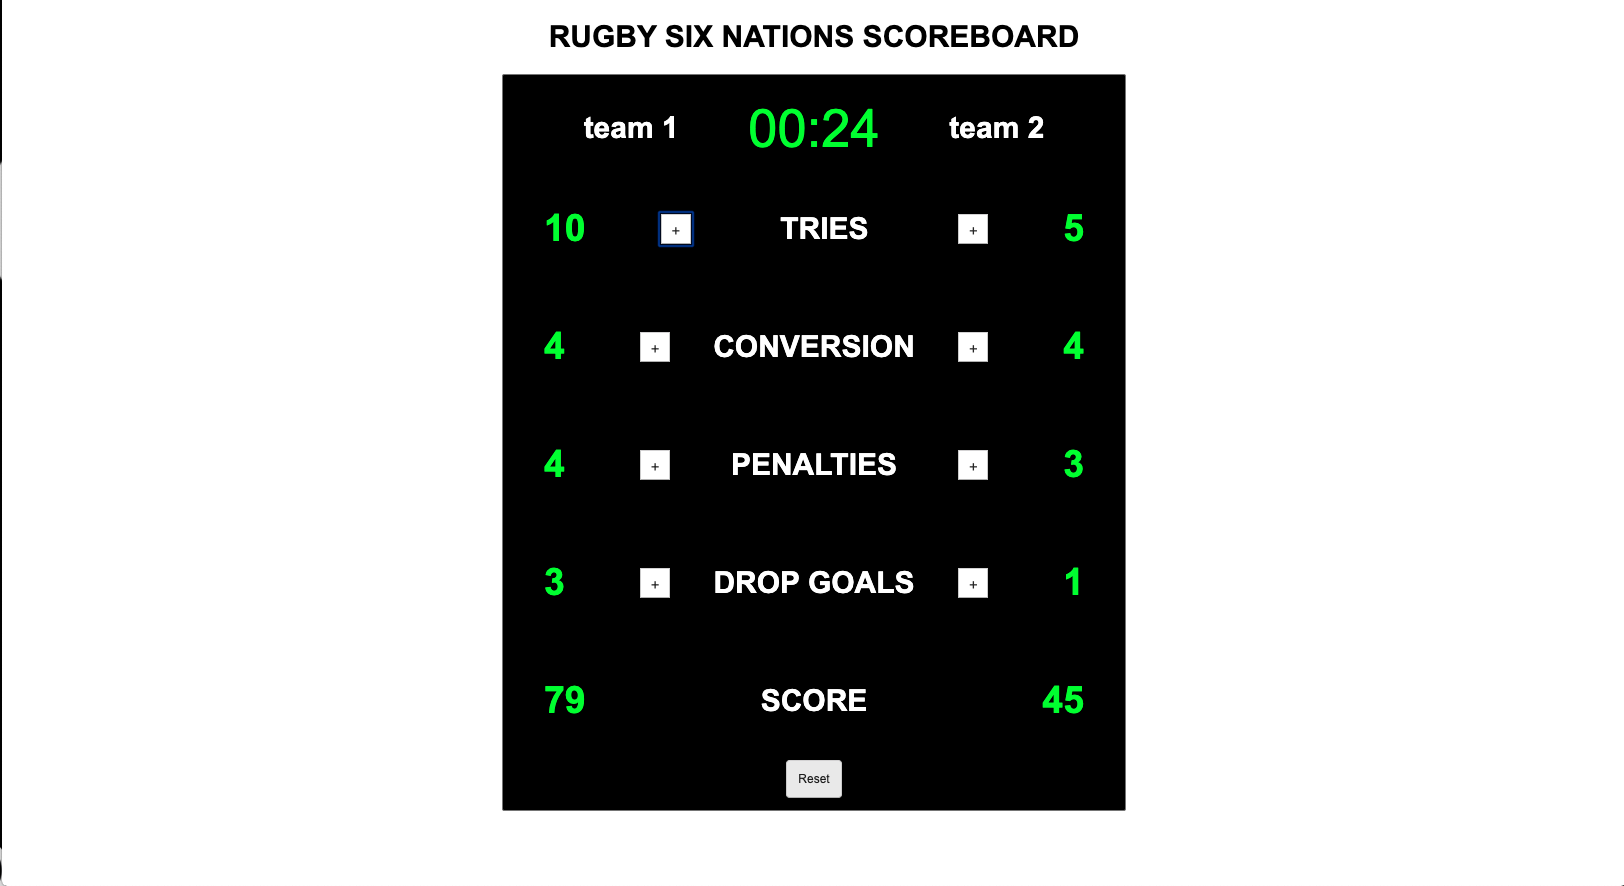 RUGBY SIX NATIONS SCOREBOARD
team 1 00:24 team 2
10 + TRIES + 5
4 + CONVERSION + 4
4 + PENALTIES + 3
3 + DROP GOALS + 1
79 SCORE 45
Reset